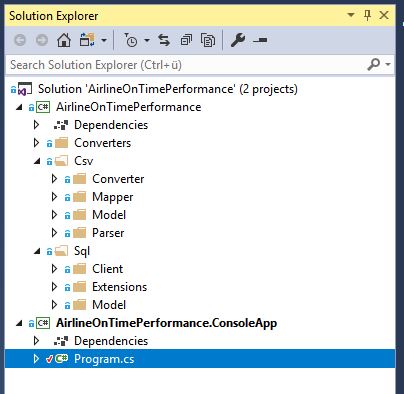 Solution Explorer
Search Solution Explorer (Ctrl+ü)
Solution 'AirlineOnTimePerformance' (2 projects)
C# AirlineOnTimePerformance
Dependencies
Converters
Csv
Converter
Mapper
Model
Parser
Sql
Client
Extensions
Model
C# AirlineOnTimePerformance.ConsoleApp
Dependencies
C# Program.cs